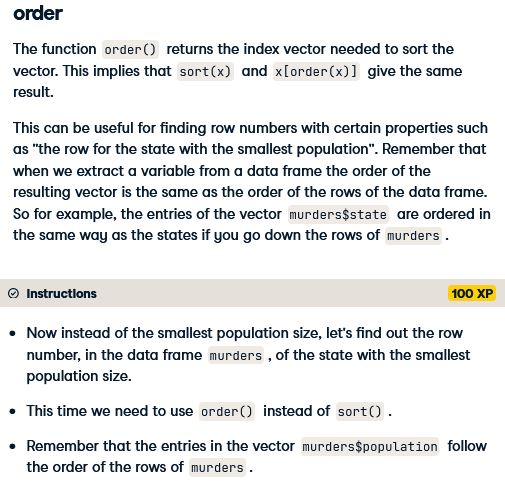 order
The function order() returns the index vector needed to sort the
vector. This implies that sort(x) and x[order(x)] give the same
result.
This can be useful for finding row numbers with certain properties such
as "the row for the state with the smallest population". Remember that
when we extract a variable from a data frame the order of the
resulting vector is the same as the order of the rows of the data frame.
So for example, the entries of the vector murders$state are ordered in
the same way as the states if you go down the rows of murders .
Instructions 100 XP
• Now instead of the smallest population size, let's find out the row
number, in the data frame murders , of the state with the smallest
population size.
• This time we need to use order() instead of sort() .
• Remember that the entries in the vector murders$population follow
the order of the rows of murders .